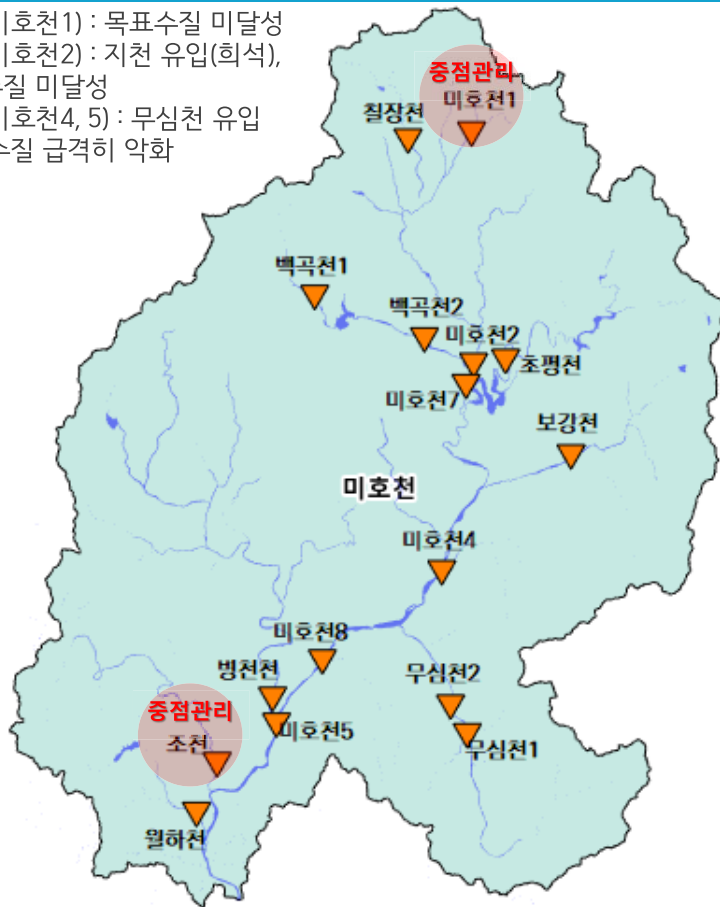 미호천1) : 목표수질 미달성
미호천2) : 지천 유입(희석),
수질 미달성
미호천4, 5) : 무심천 유입
수질 급격히 악화
중점관리
미호천1
칠장천
백곡천1
백곡천2
미호천2
초평천
미호천7
보강천
미호천
미호천4
미호천8
병천천
무심천2
중점관리
미호천5
조천
무심천1
월하천